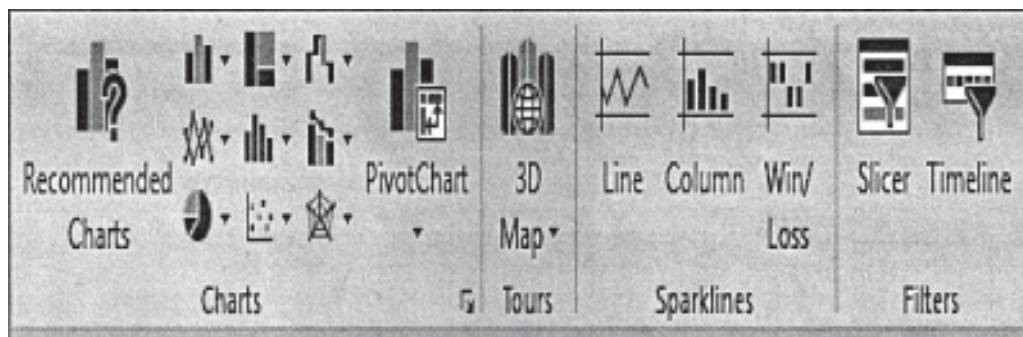 Recommended
Charts
PivotChart
3D
Map
Line
Column
Win/
Loss
Slicer
Timeline
Charts
Tours
Sparklines
Filters